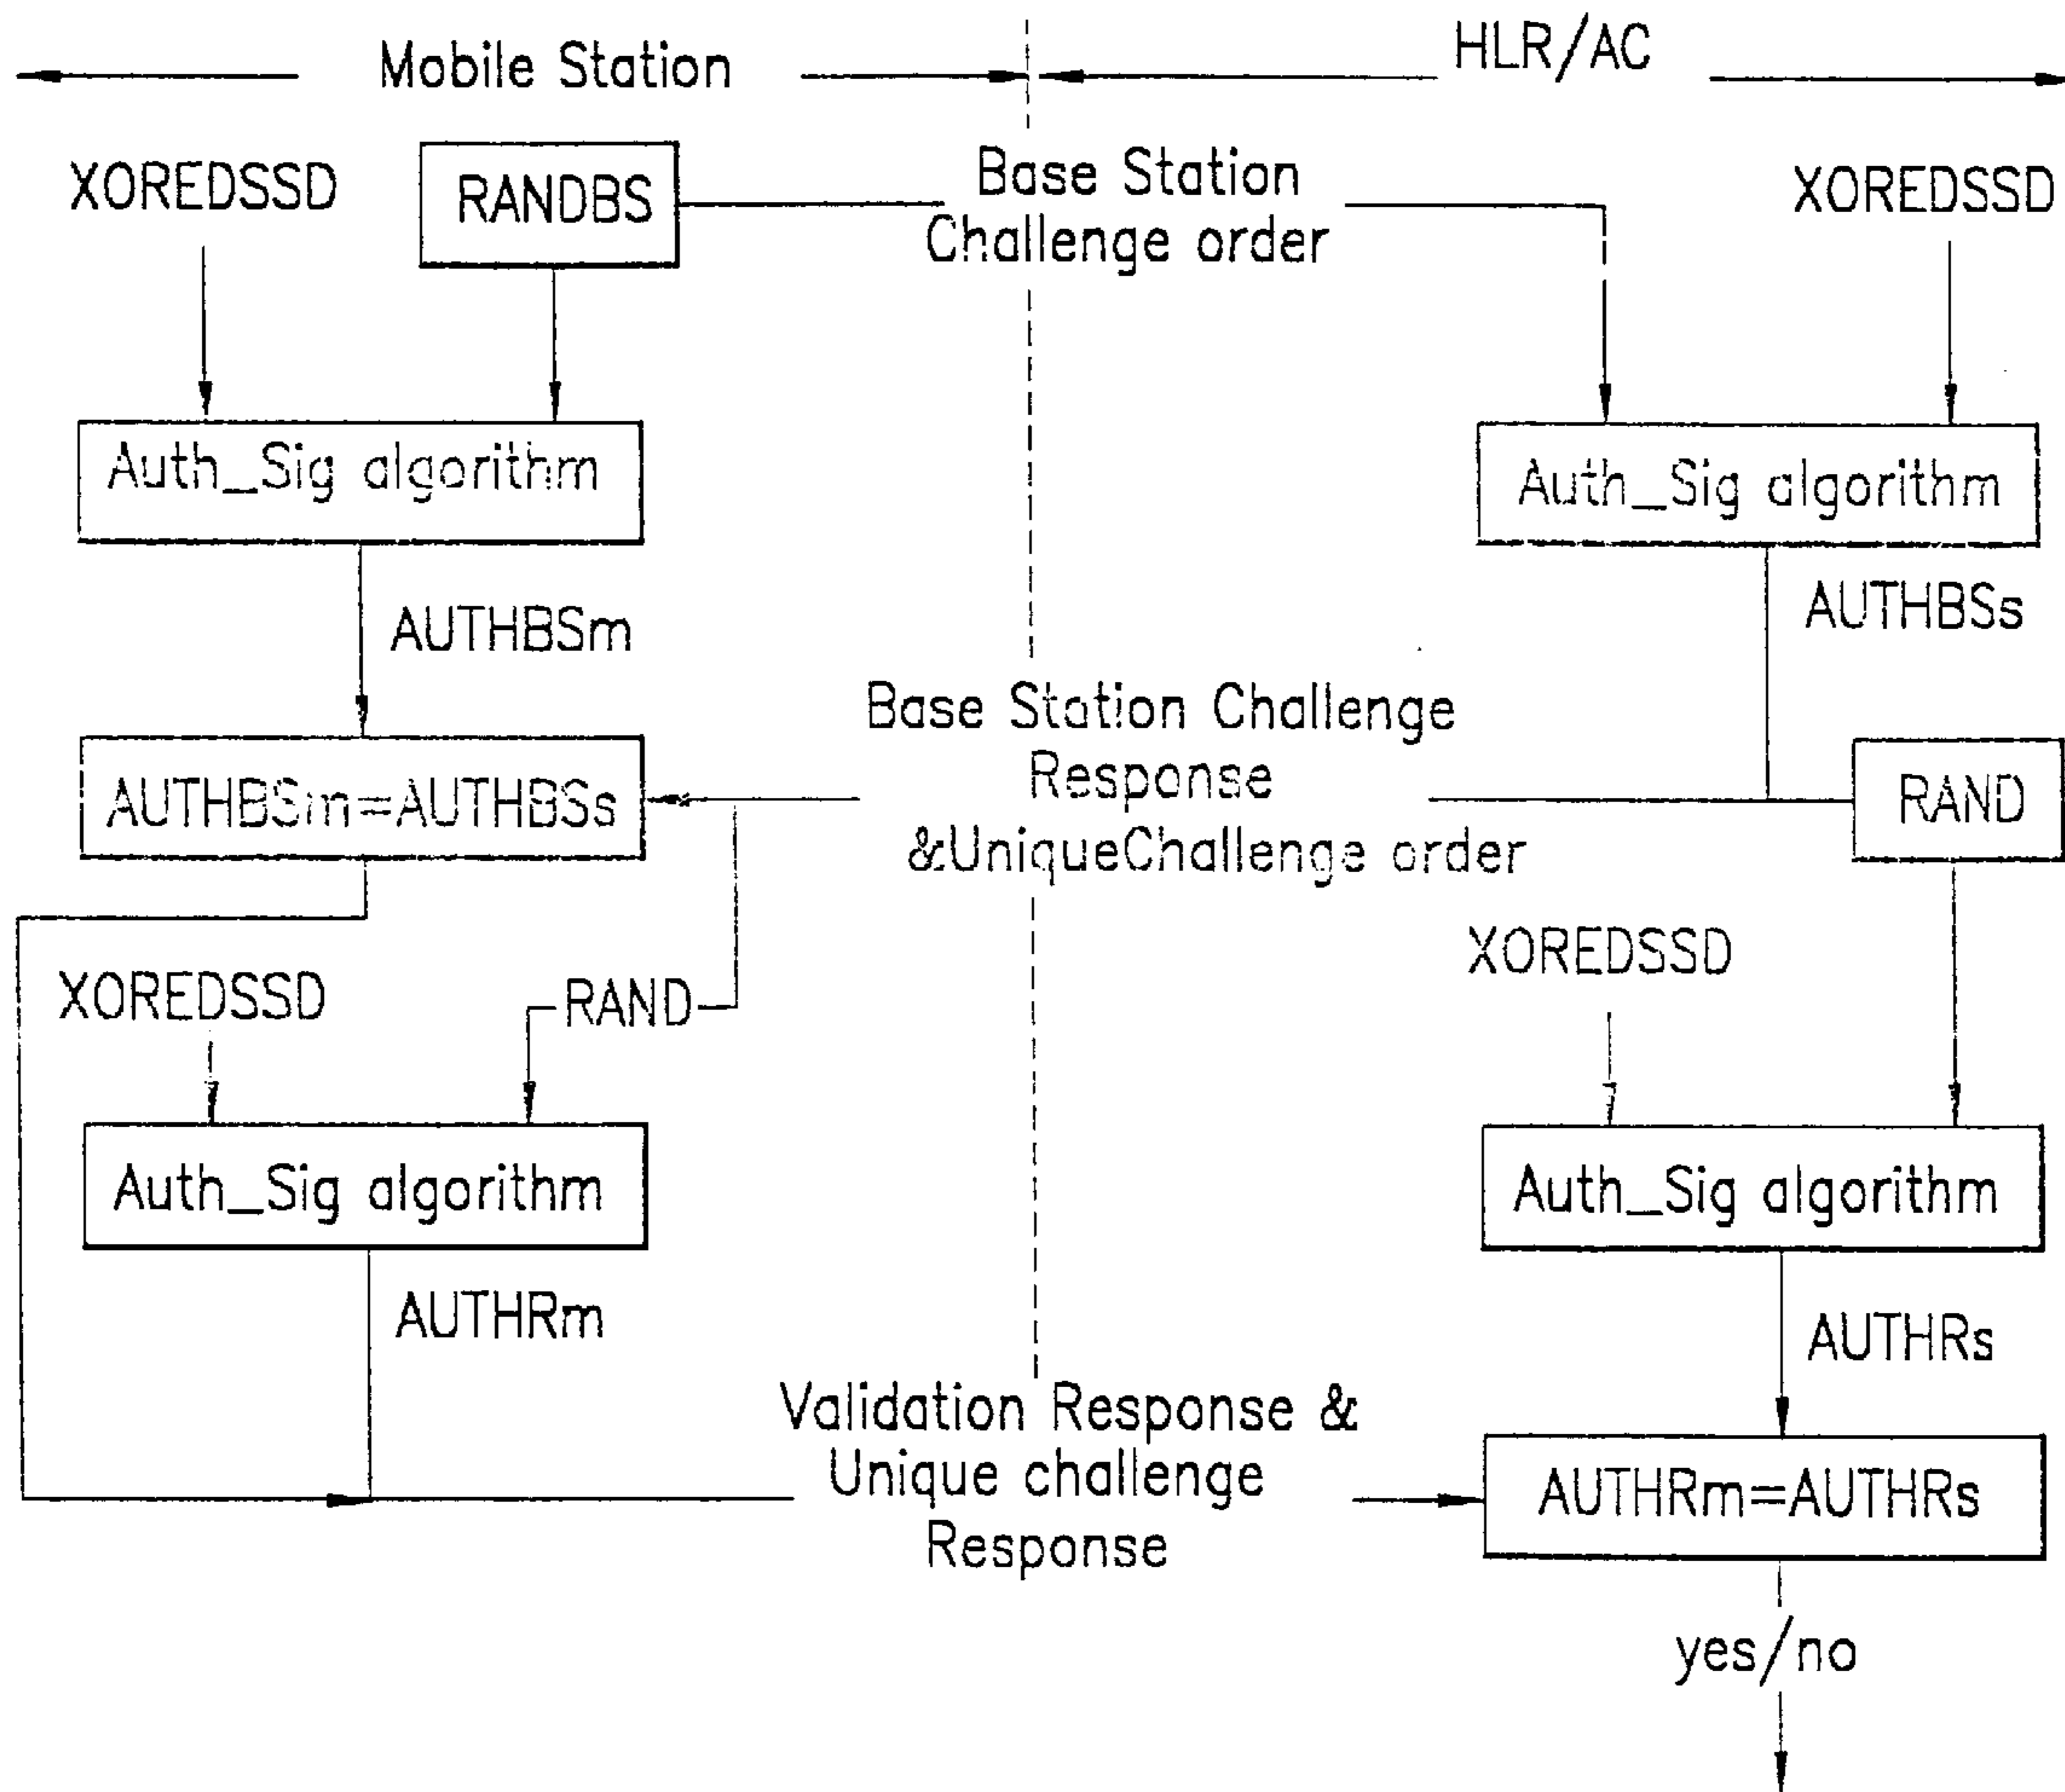 Mobile Station
HLR/AC
XOREDSSD
RANDBS
Base Station
Challenge order
XOREDSSD
Auth_Sig algorithm
Auth_Sig algorithm
AUTHBSm
AUTHBSs
Base Station Challenge
Response
&UniqueChallenge order
AUTHBSm=AUTHBSs
RAND
XOREDSSD
RAND
XOREDSSD
Auth_Sig algorithm
Auth_Sig algorithm
AUTHRm
AUTHRs
Validation Response &
Unique challenge
Response
AUTHRm=AUTHRs
yes/no